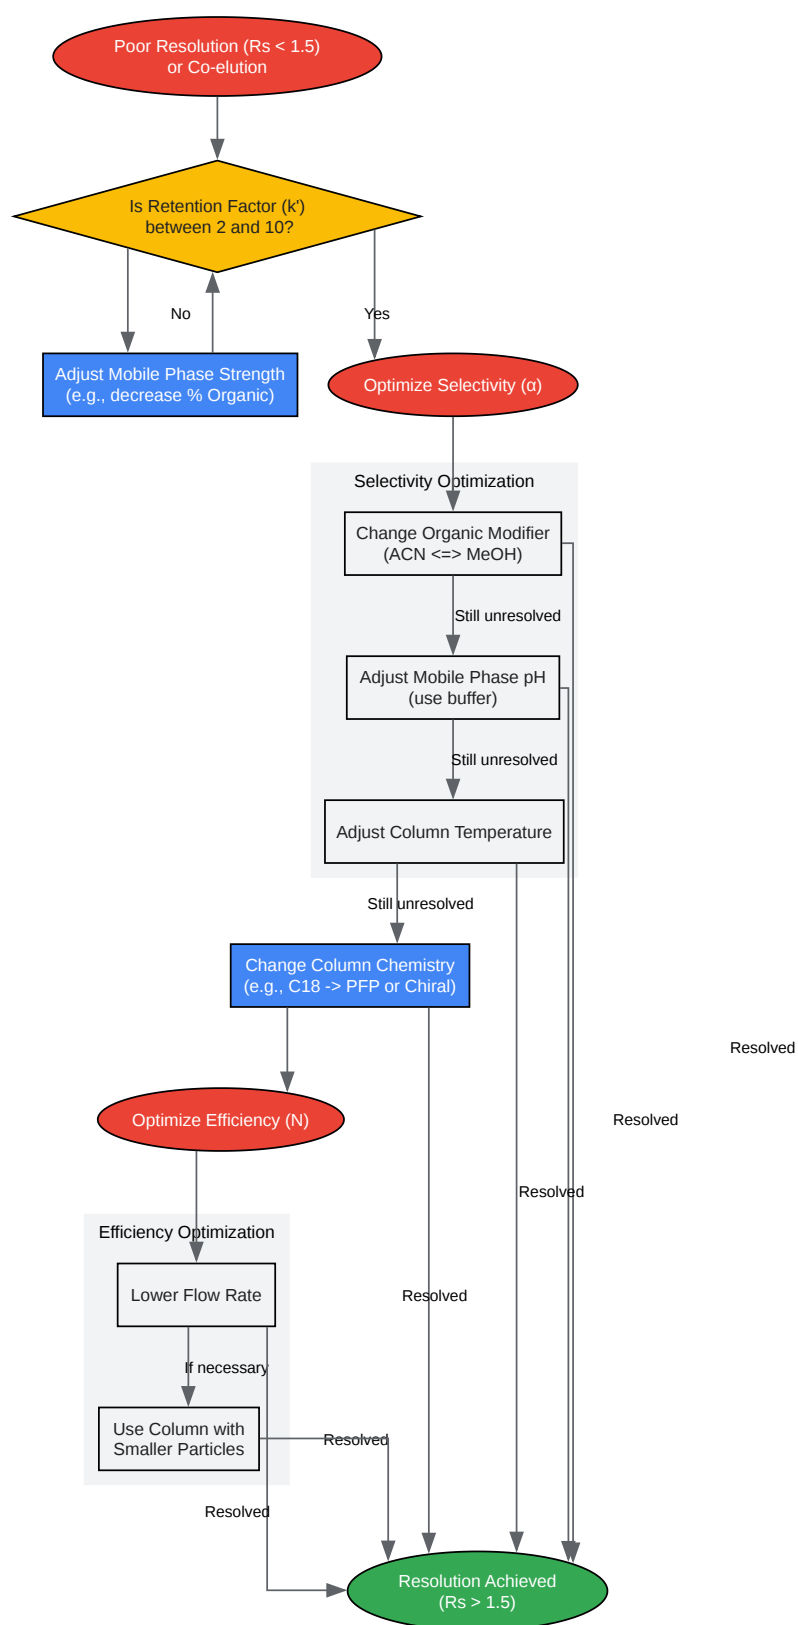 Poor Resolution (Rs < 1.5)
or Co-elution
Is Retention Factor (k')
between 2 and 10?
No
Yes
Adjust Mobile Phase Strength
(e.g., decrease % Organic)
Optimize Selectivity (α)
Selectivity Optimization
Change Organic Modifier
(ACN <=> MeOH)
Still unresolved
Adjust Mobile Phase pH
(use buffer)
Still unresolved
Adjust Column Temperature
Still unresolved
Change Column Chemistry
(e.g., C18 -> PFP or Chiral)
Resolved
Optimize Efficiency (N)
Resolved
Resolved
Efficiency Optimization
Lower Flow Rate
Resolved
If necessary
Use Column with
Smaller Particles
Resolved
Resolved
Resolution Achieved
(Rs > 1.5)